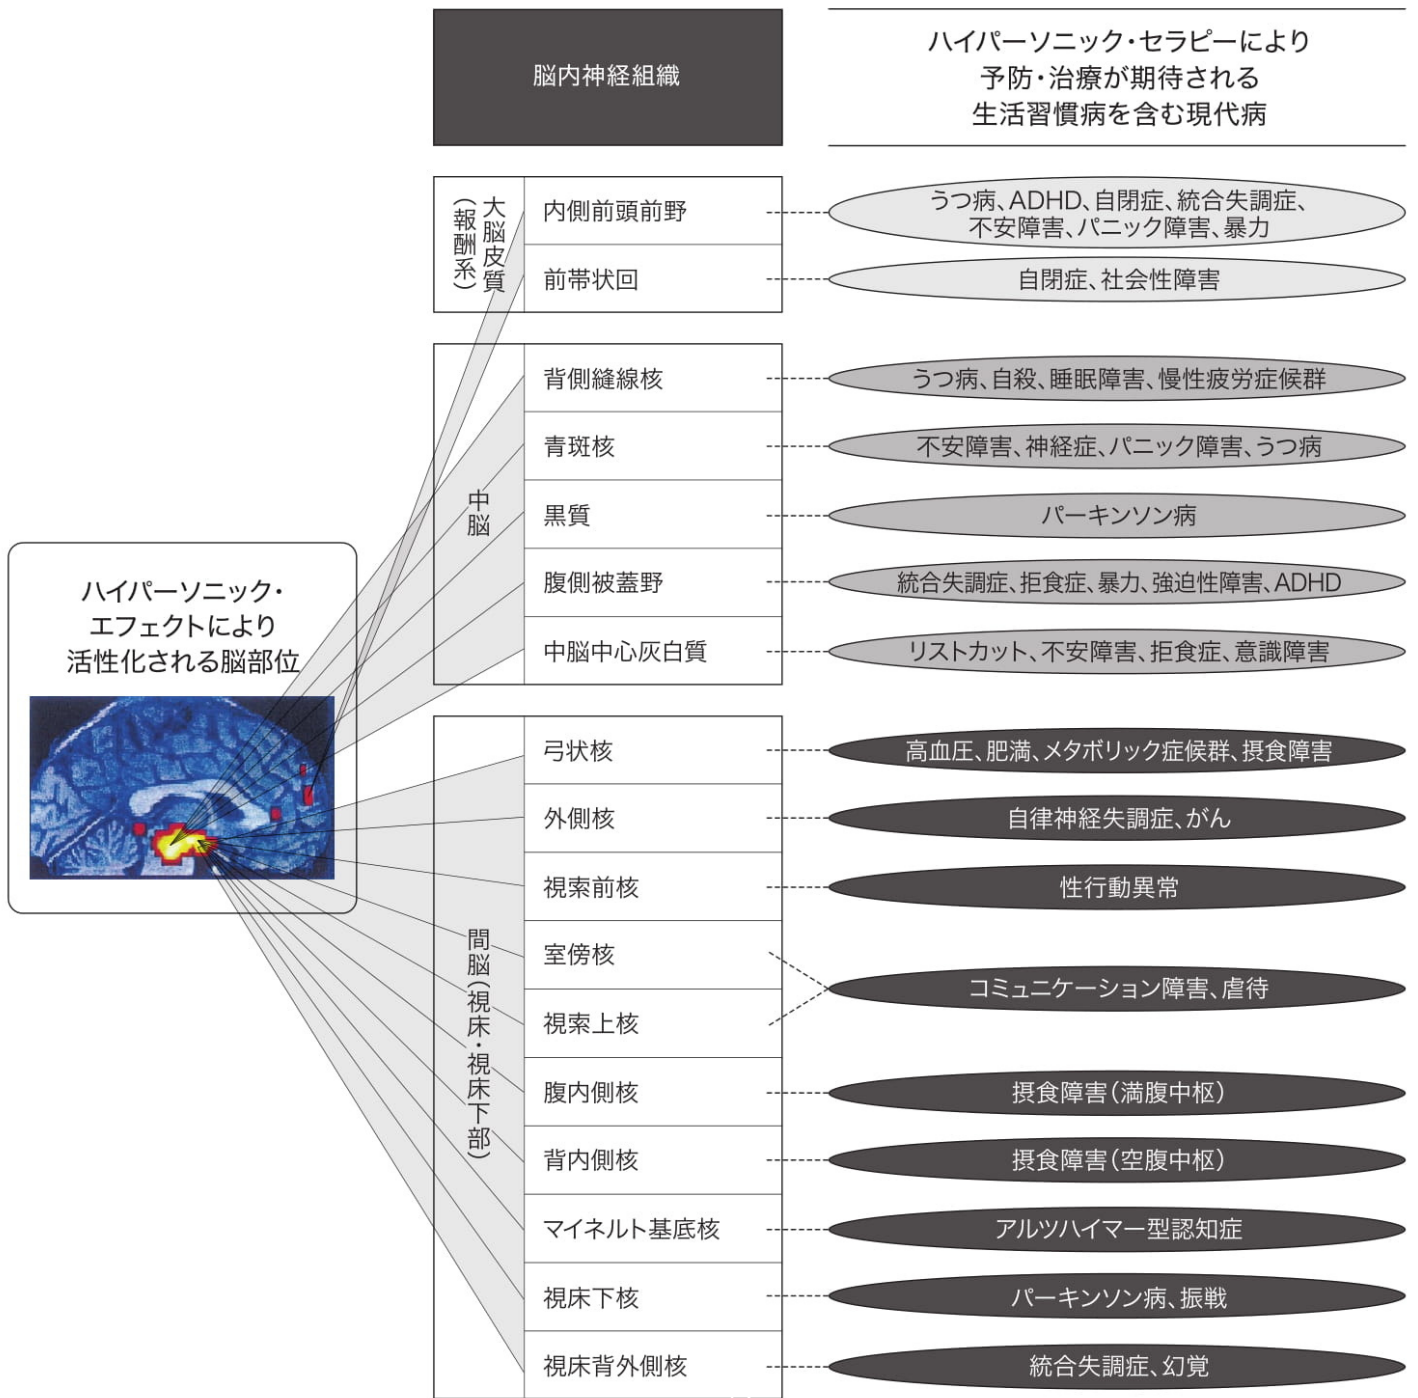 脳内神経組織
ハイパーソニック・セラピーにより
予防・治療が期待される
生活習慣病を含む現代病
大脳皮質
（報酬系）
内側前頭前野
うつ病、ADHD、自閉症、統合失調症、
不安障害、パニック障害、暴力
前帯状回
自閉症、社会性障害
中脳
背側縫線核
うつ病、自殺、睡眠障害、慢性疲労症候群
青斑核
不安障害、神経症、パニック障害、うつ病
黒質
パーキンソン病
腹側被蓋野
統合失調症、拒食症、暴力、強迫性障害、ADHD
中脳中心灰白質
リストカット、不安障害、拒食症、意識障害
ハイパーソニック・
エフェクトにより
活性化される脳部位
間脳（視床・視床下部）
弓状核
高血圧、肥満、メタボリック症候群、摂食障害
外側核
自律神経失調症、がん
視索前核
性行動異常
室傍核
視索上核
コミュニケーション障害、虐待
腹内側核
摂食障害（満腹中枢）
背内側核
摂食障害（空腹中枢）
マイネルト基底核
アルツハイマー型認知症
視床下核
パーキンソン病、振戦
視床背外側核
統合失調症、幻覚